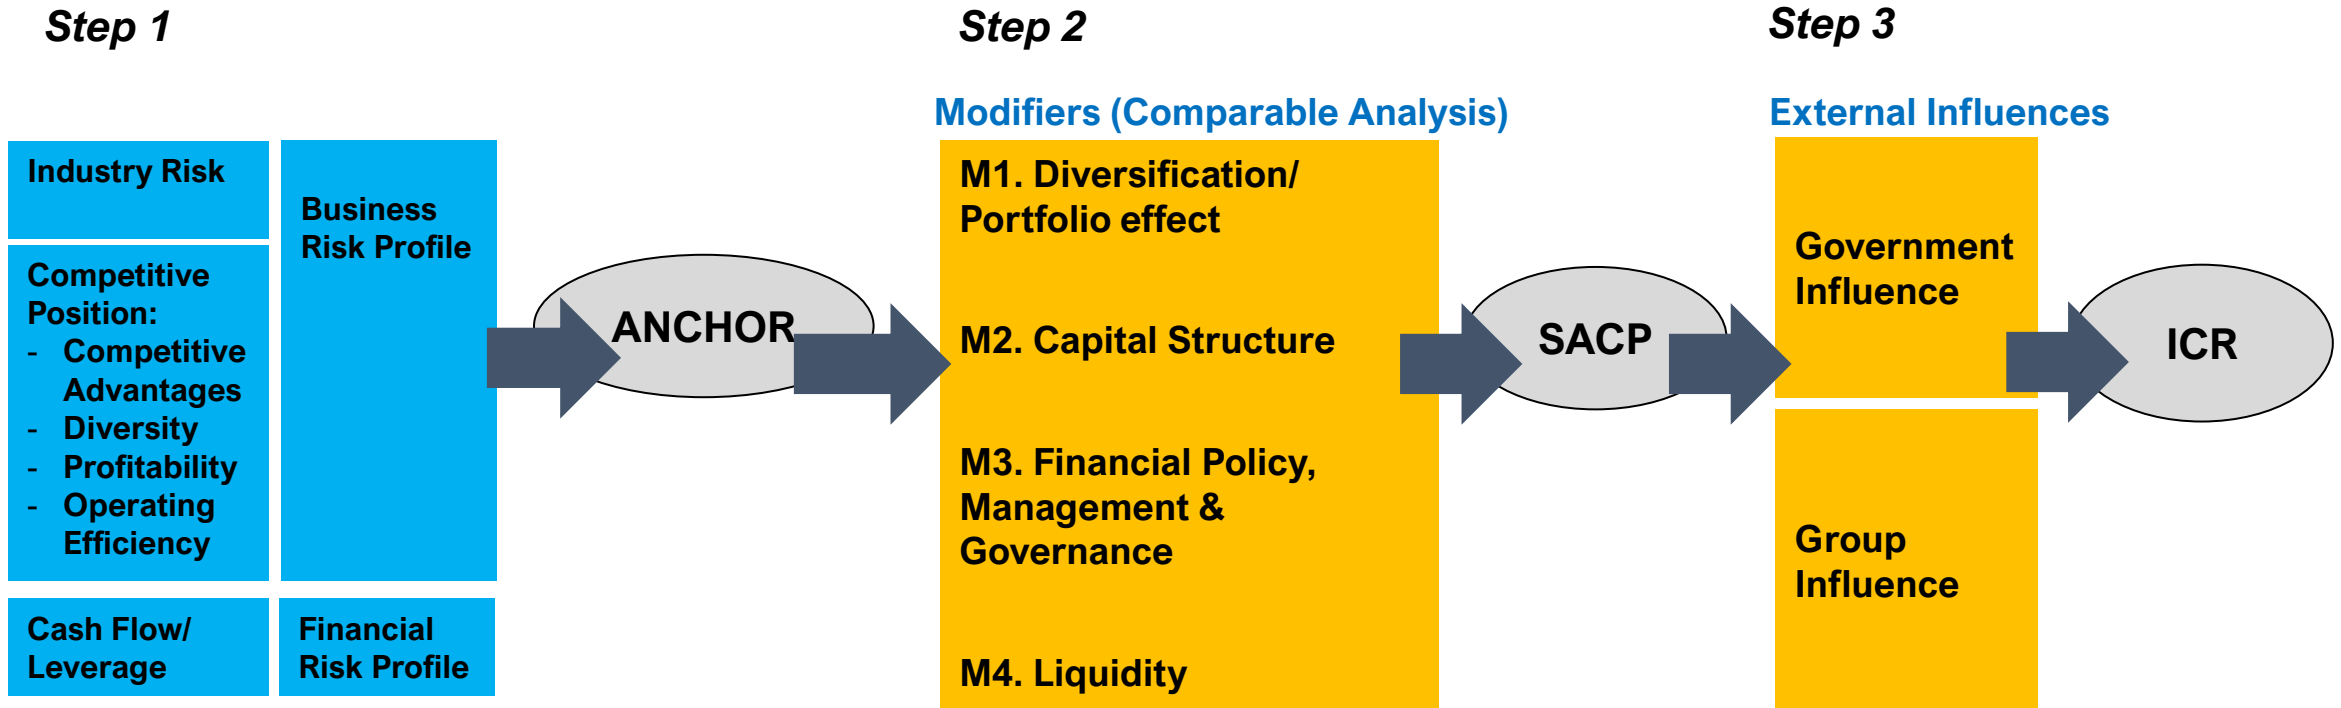 Step 1
Step 2
Step 3
Modifiers (Comparable Analysis)
External Influences
Industry Risk
Competitive
Position:
- Competitive
Advantages
- Diversity
- Profitability
- Operating
Efficiency
Cash Flow/
Leverage
Business
Risk Profile
Financial
Risk Profile
ANCHOR
M1. Diversification/
Portfolio effect
M2. Capital Structure
M3. Financial Policy,
Management &
Governance
M4. Liquidity
SACP
Government
Influence
Group
Influence
ICR